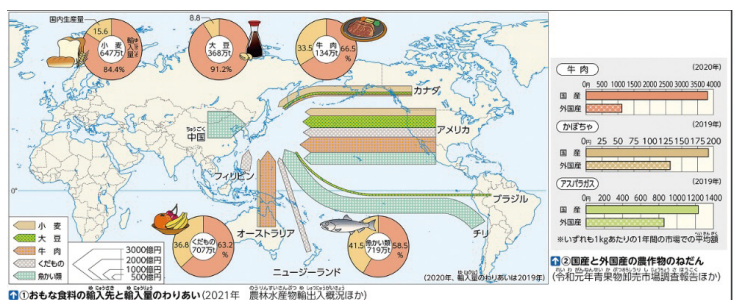 国内生産量
15.6
小麦
647万t
輸入量
ゆにゅうりょう
84.4%
8.8
大豆
368万t
91.2%
33.5
牛肉
134万t
66.5
%
カナダ
ちゅうごく
中国
アメリカ
フィリピン
0°
ブラジル
オーストラリア
チリ
ニュージーランド
小麦
大豆
牛肉
くだもの
魚かい類
3000億円
2000
1000
500億円
36.8
くだもの
707万t
63.2
%
41.5
魚かい類
719万t
58.5
%
(2020年、輸入量のわりあいは2019年)
①おもな食料の輸入先と輸入量のわりあい(2021年 農林水産物輸出入概況ほか)
牛肉 (2020年)
0円 500 1000 1500 2000 2500 3000 3500 4000
国産
外国産
かぼちゃ (2019年)
0円 25 50 75 100 125 150 175 200
国産
外国産
アスパラガス (2019年)
0円 200 400 600 800 1000 1200 1400
国産
外国産
※いずれも1kgあたりの1年間の市場での平均額
②国産と外国産の農作物のねだん
(令和元年青果物卸売市場調査報告ほか)